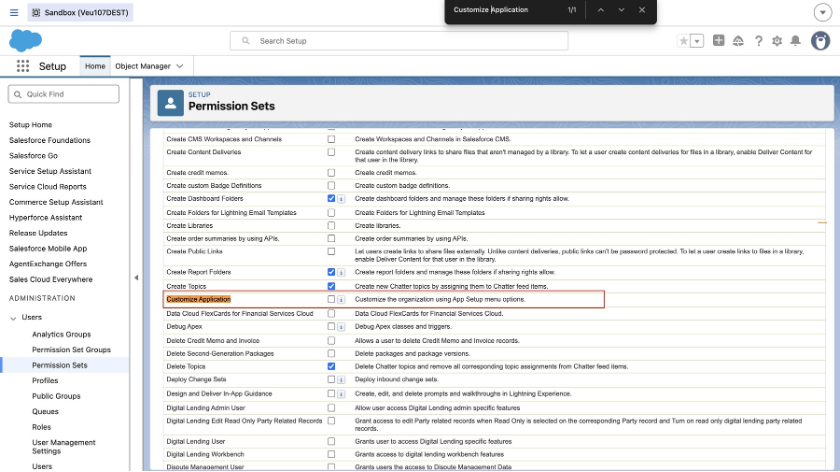 Sandbox (Veu107DEST)
Customize Application
1/1
Search Setup
Setup
Home
Object Manager
Quick Find
Setup Home
Salesforce Foundations
Salesforce Go
Service Setup Assistant
Service Cloud Reports
Commerce Setup Assistant
Hyperforce Assistant
Release Updates
Salesforce Mobile App
AgentExchange Offers
Sales Cloud Everywhere
ADMINISTRATION
Users
Analytics Groups
Permission Set Groups
Permission Sets
Profiles
Public Groups
Queues
Roles
User Management
Settings
Users
SETUP
Permission Sets
Create CMS Workspaces and Channels Create Workspaces and Channels in Salesforce CMS.
Create Content Deliveries Create content delivery links to share files that aren't managed by a library. To let a user create content deliveries for files in a library, enable Deliver Content for
that user in the library.
Create credit memos. Create credit memos.
Create custom Badge Definitions Create custom badge definitions.
Create Dashboard Folders i Create dashboard folders and manage these folders if sharing rights allow.
Create Folders for Lightning Email Templates Create Folders for Lightning Email Templates
Create Libraries Create libraries.
Create order summaries by using APIs. Create order summaries by using APIs.
Create Public Links Let users create links to share files externally. Unlike content deliveries, public links can't be password protected. To let a user create links to files in a library,
enable Deliver Content for that user in the library.
Create Report Folders i Create report folders and manage these folders if sharing rights allow.
Create Topics Create new Chatter topics by assigning them to Chatter feed items.
Customize Application i Customize the organization using App Setup menu options.
Data Cloud FlexCards for Financial Services Cloud Data Cloud FlexCards for Financial Services Cloud.
Debug Apex i Debug Apex classes and triggers.
Delete Credit Memo and Invoice Allows a user to delete Credit Memo and Invoice records.
Delete Second-Generation Packages Delete packages and package versions.
Delete Topics Delete Chatter topics and remove all corresponding topic assignments from Chatter feed items.
Deploy Change Sets i Deploy inbound change sets.
Design and Deliver In-App Guidance i Create, edit, and delete prompts and walkthroughs in Lightning Experience.
Digital Lending Admin User Allow user access Digital Lending admin specific features
Digital Lending Edit Read Only Party Related Records Grant access to edit Party related records when Read Only is selected on the corresponding Party record and Turn on read only digital lending party related
records.
Digital Lending User Grants user to access Digital Lending specific features
Digital Lending Workbench Grants access to digital lending workbench features
Dispute Management User Grants users the access to Dispute Management Data